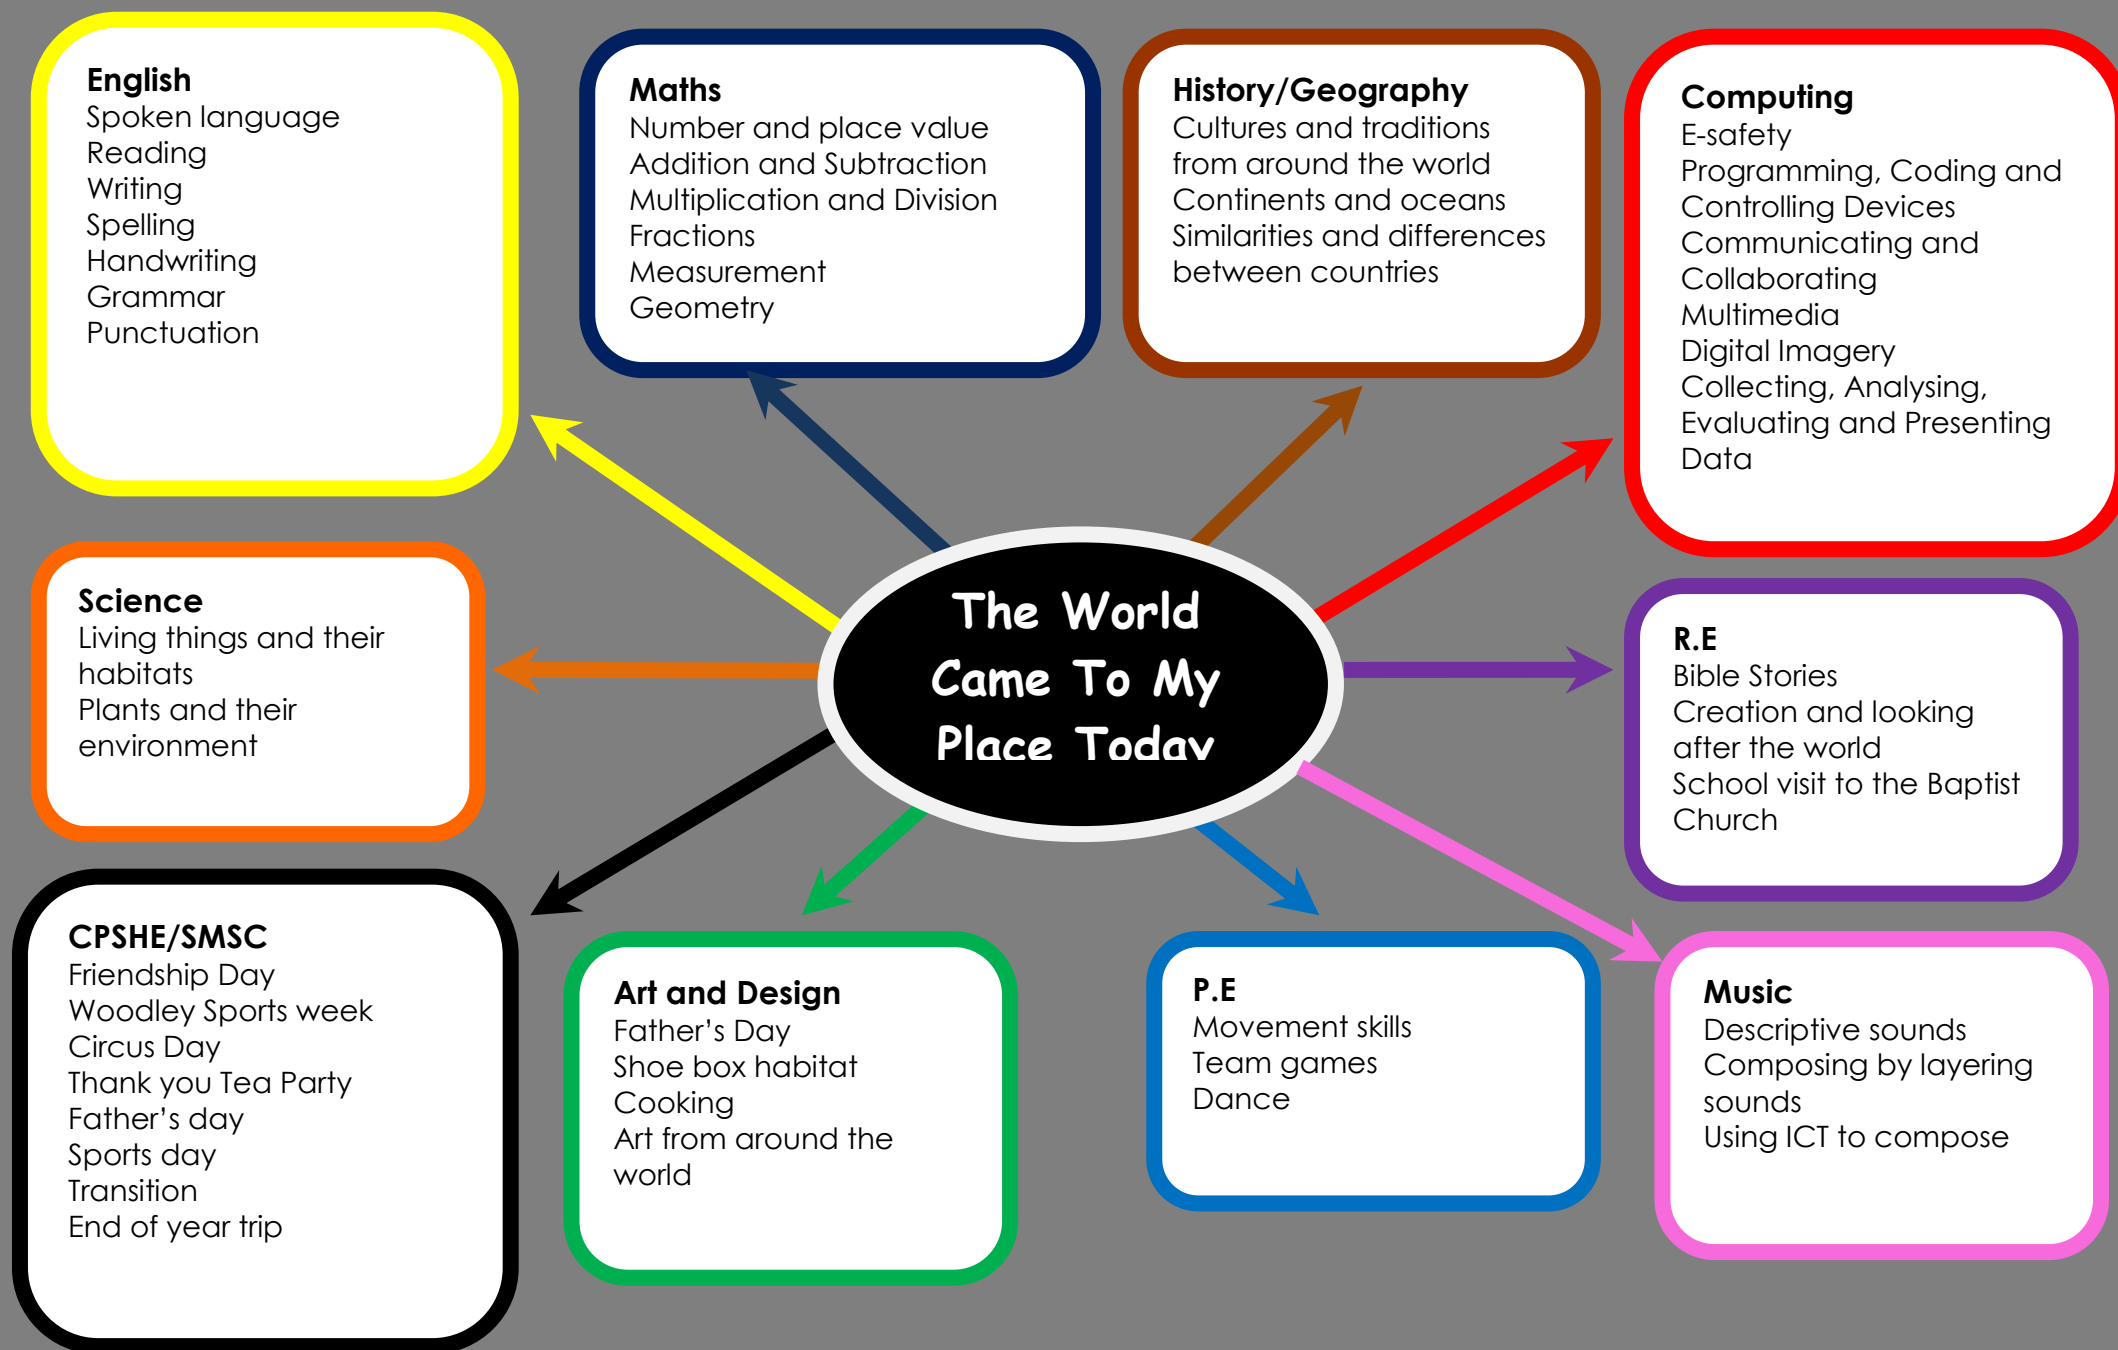 English
Spoken language
Reading
Writing
Spelling
Handwriting
Grammar
Punctuation
Maths
Number and place value
Addition and Subtraction
Multiplication and Division
Fractions
Measurement
Geometry
History/Geography
Cultures and traditions
from around the world
Continents and oceans
Similarities and differences
between countries
Computing
E-safety
Programming, Coding and
Controlling Devices
Communicating and
Collaborating
Multimedia
Digital Imagery
Collecting, Analysing,
Evaluating and Presenting
Data
Science
Living things and their
habitats
Plants and their
environment
The World
Came To My
Place Today
R.E
Bible Stories
Creation and looking
after the world
School visit to the Baptist
Church
CPSHE/SMSC
Friendship Day
Woodley Sports week
Circus Day
Thank you Tea Party
Father’s day
Sports day
Transition
End of year trip
Art and Design
Father’s Day
Shoe box habitat
Cooking
Art from around the
world
P.E
Movement skills
Team games
Dance
Music
Descriptive sounds
Composing by layering
sounds
Using ICT to compose